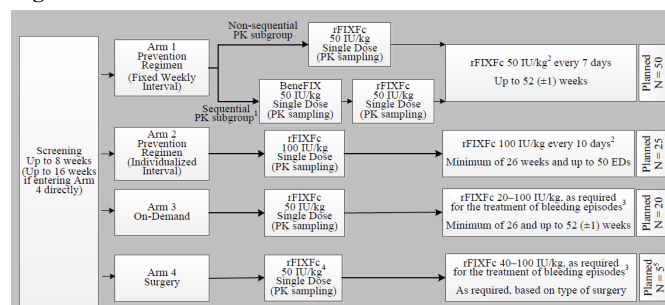 Screening
Up to 8 weeks
(Up to 16 weeks
if entering Arm
4 directly)
Arm 1
Prevention
Regimen
(Fixed Weekly
Interval)
Non-sequential
PK subgroup
rFIXFc
50 IU/kg
Single Dose
(PK sampling)
Sequential
PK subgroup1
BeneFIX
50 IU/kg
Single Dose
(PK sampling)
rFIXFc
50 IU/kg
Single Dose
(PK sampling)
rFIXFc 50 IU/kg2 every 7 days
Up to 52 (±1) weeks
Planned
N = 50
Arm 2
Prevention
Regimen
(Individualized
Interval)
rFIXFc
100 IU/kg
Single Dose
(PK sampling)
rFIXFc 100 IU/kg every 10 days2
Minimum of 26 weeks and up to 50 EDs
Planned
N = 25
Arm 3
On-Demand
rFIXFc
50 IU/kg
Single Dose
(PK sampling)
rFIXFc 20–100 IU/kg, as required
for the treatment of bleeding episodes3
Minimum of 26 and up to 52 (±1) weeks
Planned
N = 20
Arm 4
Surgery
rFIXFc
50 IU/kg4
Single Dose
(PK sampling)
rFIXFc 40–100 IU/kg, as required
for the treatment of bleeding episodes3
As required, based on type of surgery
Planned
N = 55